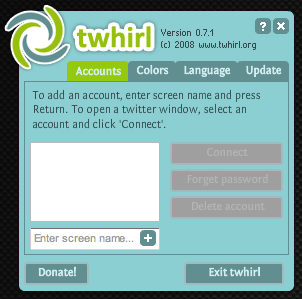 twhirl
Version 0.7.1
(c) 2008 www.twhirl.org
? x
Accounts Colors Language Update
To add an account, enter screen name and press
Return. To open a twitter window, select an
account and click 'Connect'.
Connect
Forget password
Delete account
Enter screen name... +
Donate! Exit twhirl